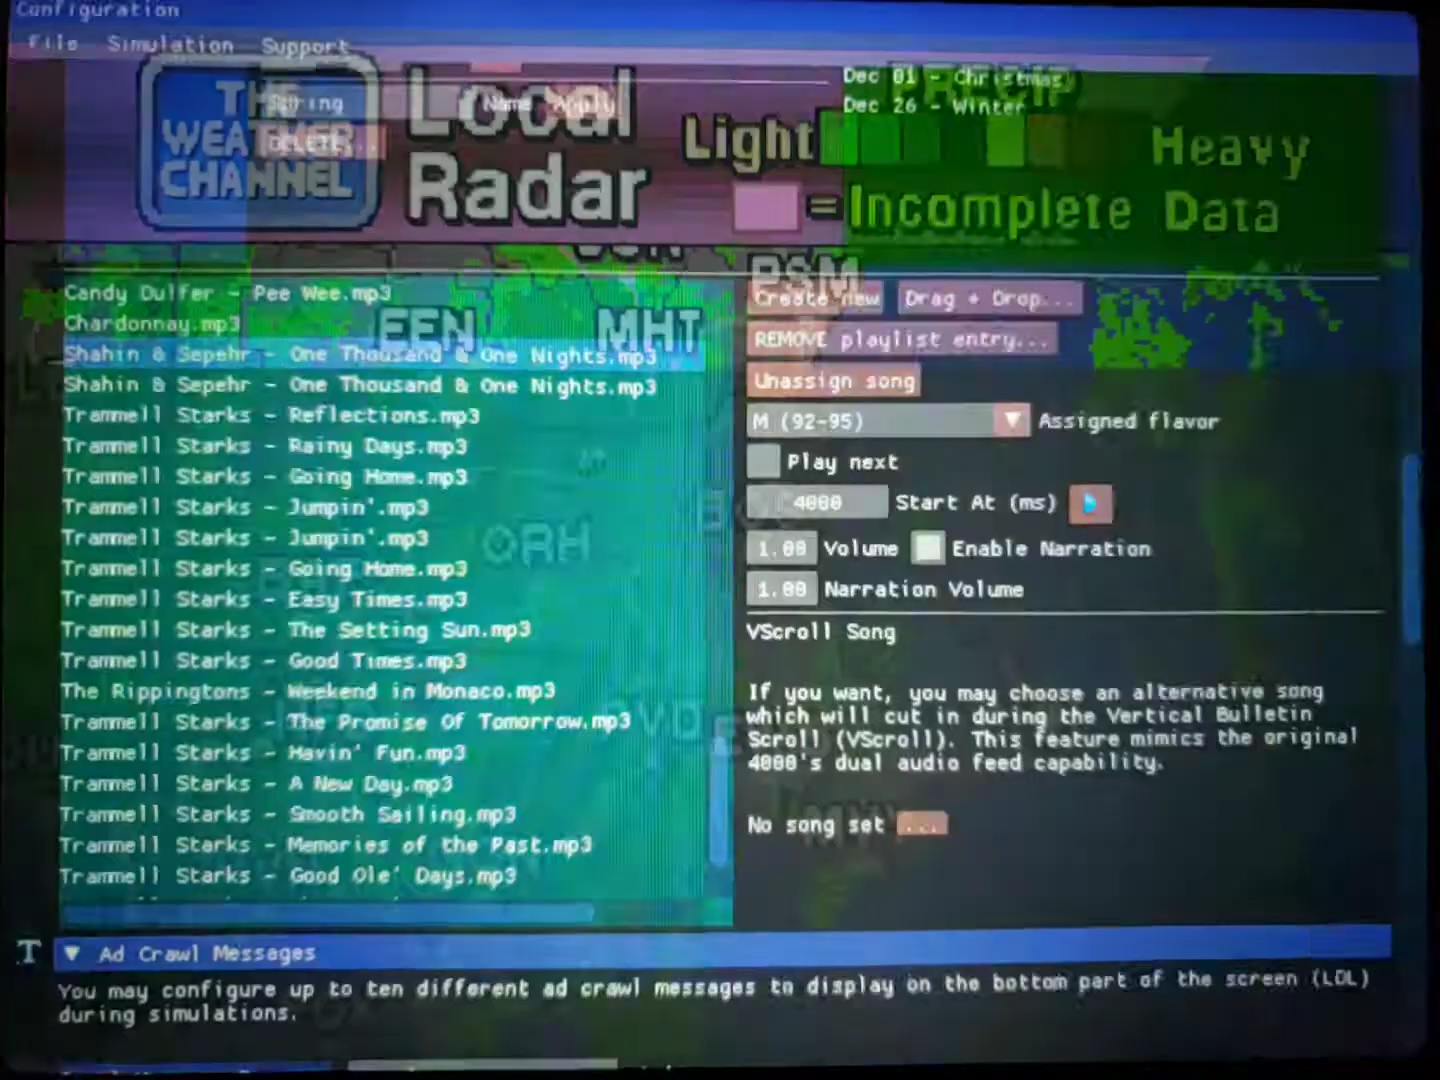 Configuration
File Simulation Support
THE WEATHER CHANNEL
Local Radar
String Name Apply
DELETE...
Dec 01 - Christmas
Dec 26 - Winter
PRECIP
Light Heavy
= Incomplete Data
PSM
Candy Dulfer - Pee Wee.mp3
Create new Drag + Drop...
Chardonnay.mp3
EEN MHT
REMOVE playlist entry...
Shahin & Sepehr - One Thousand & One Nights.mp3
Shahin & Sepehr - One Thousand & One Nights.mp3
Unassign song
Trammell Starks - Reflections.mp3
M (92-95) Assigned flavor
Trammell Starks - Rainy Days.mp3
Play next
Trammell Starks - Going Home.mp3
Trammell Starks - Jumpin'.mp3
4000 Start At (ms)
Trammell Starks - Jumpin'.mp3
ORH
1.00 Volume Enable Narration
Trammell Starks - Going Home.mp3
1.00 Narration Volume
Trammell Starks - Easy Times.mp3
Trammell Starks - The Setting Sun.mp3
VScroll Song
Trammell Starks - Good Times.mp3
The Rippingtons - Weekend in Monaco.mp3
Trammell Starks - The Promise Of Tomorrow.mp3
PVD
Trammell Starks - Havin' Fun.mp3
Trammell Starks - A New Day.mp3
Trammell Starks - Smooth Sailing.mp3
Trammell Starks - Memories of the Past.mp3
Trammell Starks - Good Ole' Days.mp3
If you want, you may choose an alternative song
which will cut in during the Vertical Bulletin
Scroll (VScroll). This feature mimics the original
4000's dual audio feed capability.
No song set ...
T
Ad Crawl Messages
You may configure up to ten different ad crawl messages to display on the bottom part of the screen (LDL)
during simulations.